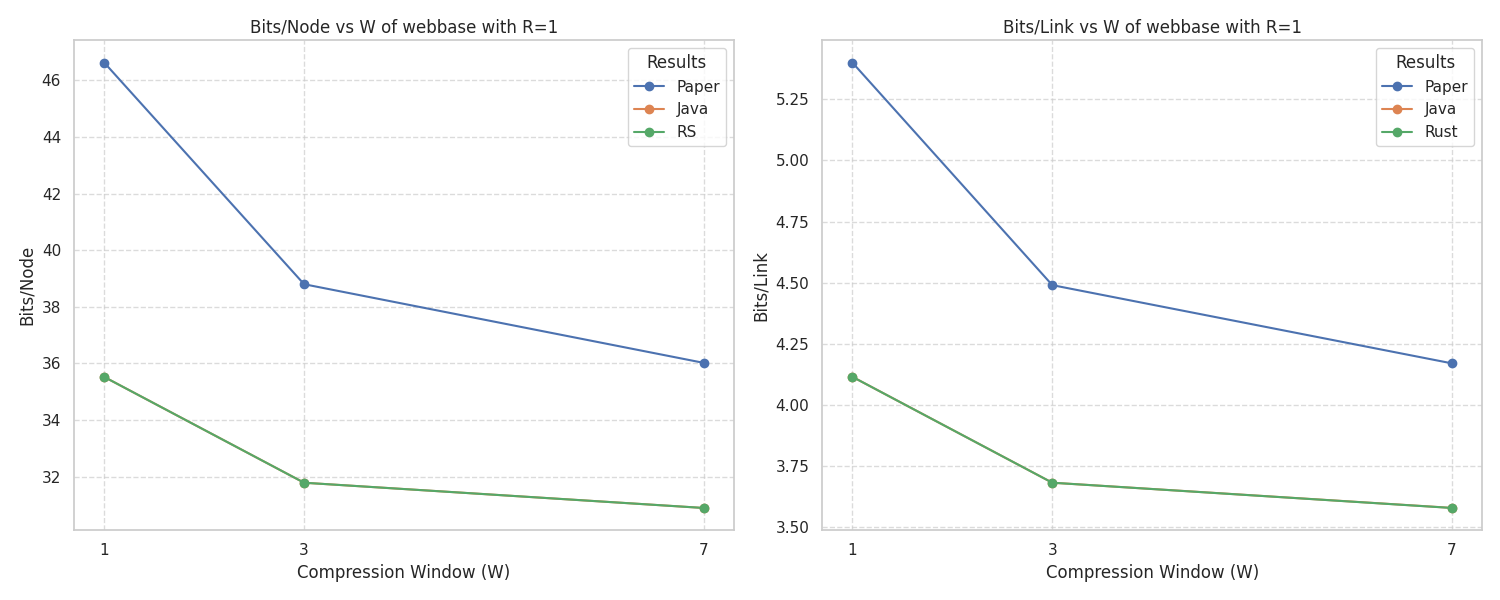 Bits/Node vs W of webbase with R=1
Bits/Node
46
44
42
40
38
36
34
32
1
3
7
Compression Window (W)
Results
Paper
Java
RS
Bits/Link vs W of webbase with R=1
Bits/Link
5.25
5.00
4.75
4.50
4.25
4.00
3.75
3.50
1
3
7
Compression Window (W)
Results
Paper
Java
Rust